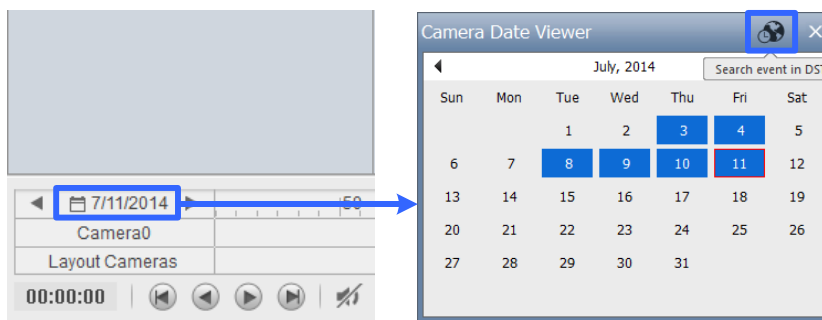 7/11/2014
50
Camera0
Layout Cameras
00:00:00
Camera Date Viewer
July, 2014
Search event in DST
Sun Mon Tue Wed Thu Fri Sat
1 2 3 4 5
6 7 8 9 10 11 12
13 14 15 16 17 18 19
20 21 22 23 24 25 26
27 28 29 30 31